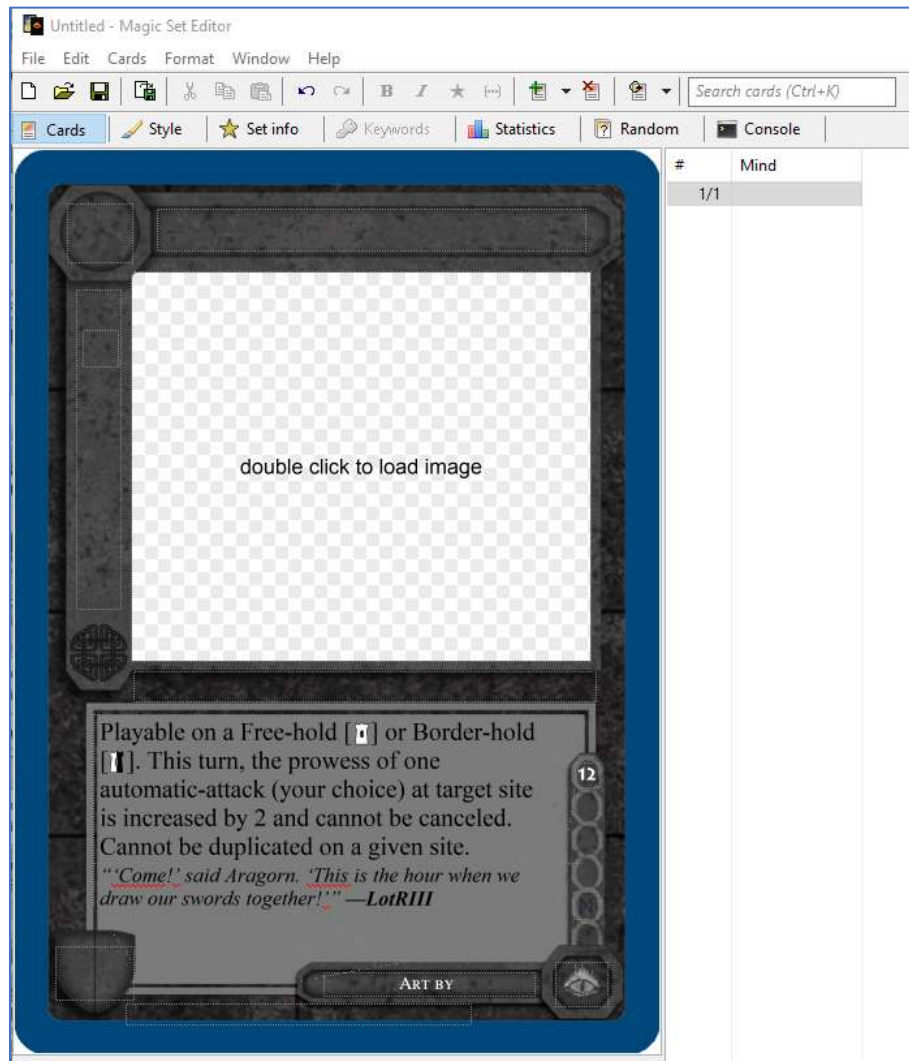 Untitled - Magic Set Editor
File Edit Cards Format Window Help
B I Search cards (Ctrl+K)
Cards Style Set info Keywords Statistics Random Console
# Mind
1/1
double click to load image
Playable on a Free-hold [ ] or Border-hold
[ ]. This turn, the prowess of one
automatic-attack (your choice) at target site
is increased by 2 and cannot be canceled.
Cannot be duplicated on a given site.
“‘Come!’ said Aragorn. ‘This is the hour when we
draw our swords together!’” —LotRIII
12
Art by